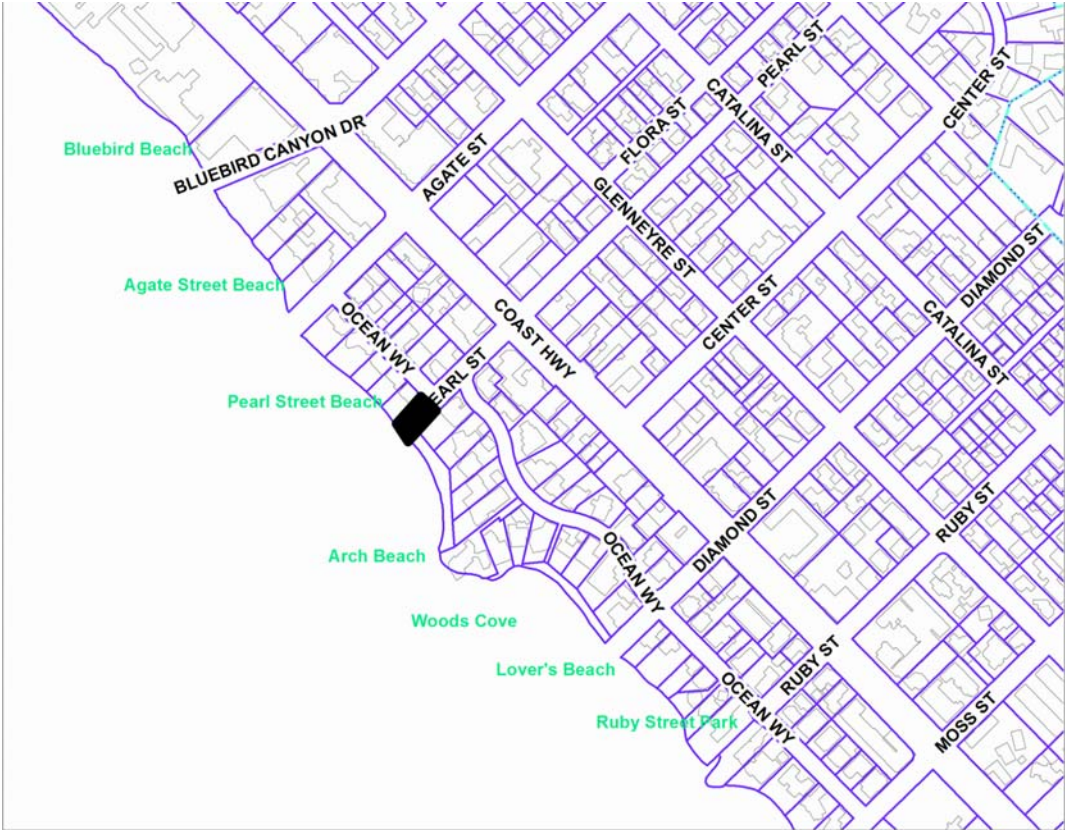 PEARL ST
CENTER ST
CATALINA ST
FLORA ST
Bluebird Beach
BLUEBIRD CANYON DR
AGATE ST
GLENNEYRE ST
DIAMOND ST
Agate Street Beach
CENTER ST
OCEAN WY
COAST HWY
CATALINA ST
EARL ST
Pearl Street Beach
RUBY ST
DIAMOND ST
Arch Beach
OCEAN WY
Woods Cove
RUBY ST
Lover's Beach
OCEAN WY
MOSS ST
Ruby Street Park